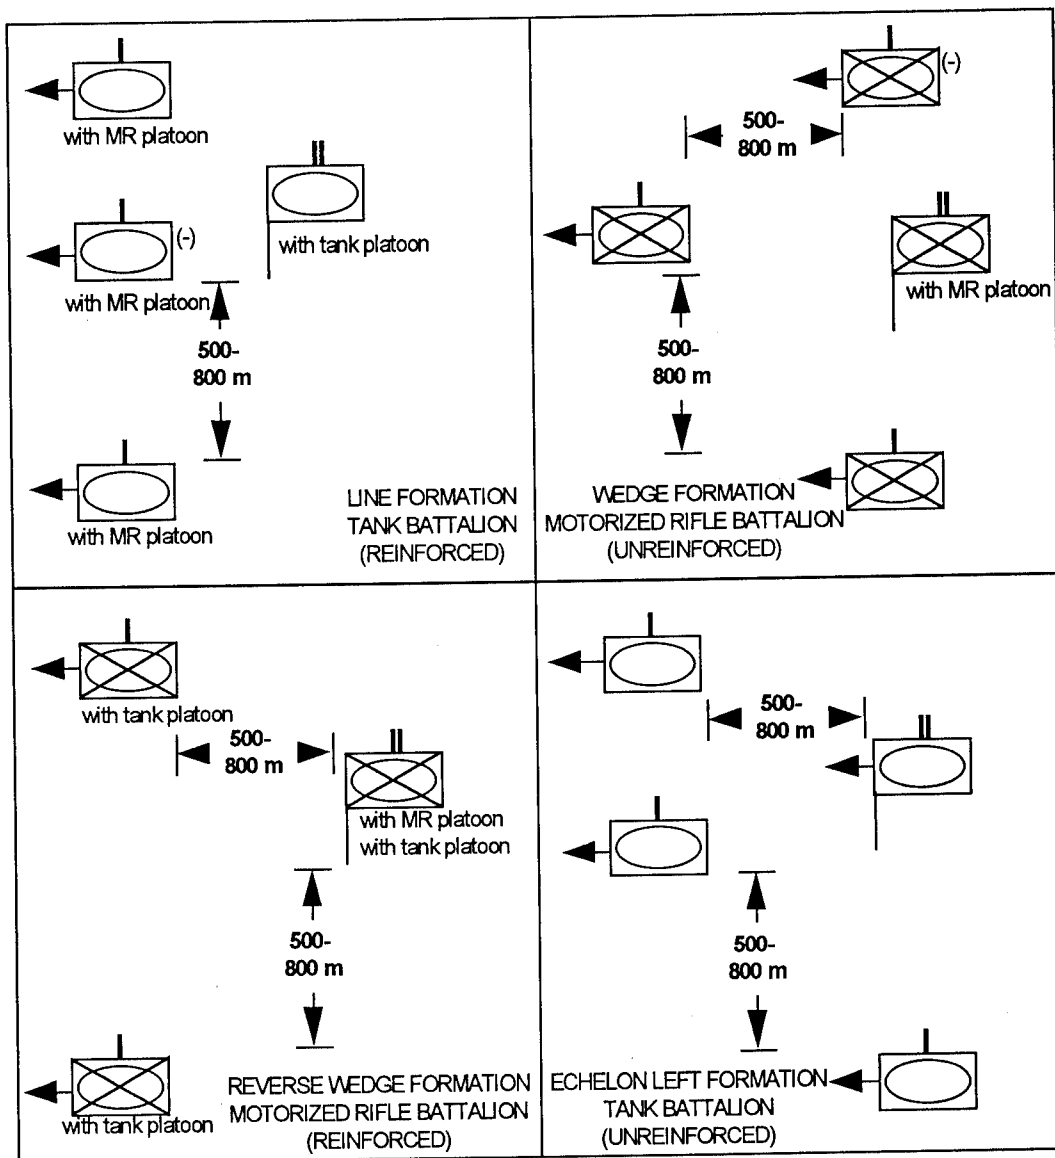 with MR platoon
(-)
with MR platoon
with tank platoon
500-
800 m
with MR platoon
LINE FORMATION
TANK BATTALION
(REINFORCED)
(-)
500-
800 m
with MR platoon
500-
800 m
WEDGE FORMATION
MOTORIZED RIFLE BATTALION
(UNREINFORCED)
with tank platoon
500-
800 m
with MR platoon
with tank platoon
500-
800 m
with tank platoon
REVERSE WEDGE FORMATION
MOTORIZED RIFLE BATTALION
(REINFORCED)
500-
800 m
500-
800 m
ECHELON LEFT FORMATION
TANK BATTALION
(UNREINFORCED)